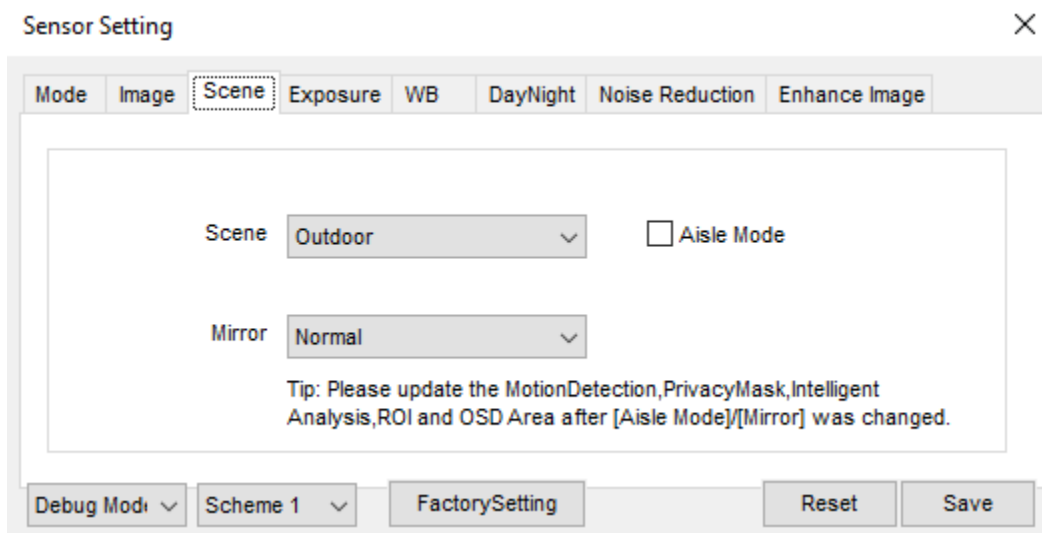 Sensor Setting
Mode Image Scene Exposure WB DayNight Noise Reduction Enhance Image
Scene Outdoor Aisle Mode
Mirror Normal
Tip: Please update the MotionDetection,PrivacyMask,Intelligent
Analysis,ROI and OSD Area after [Aisle Mode]/[Mirror] was changed.
Debug Mod Scheme 1 FactorySetting Reset Save